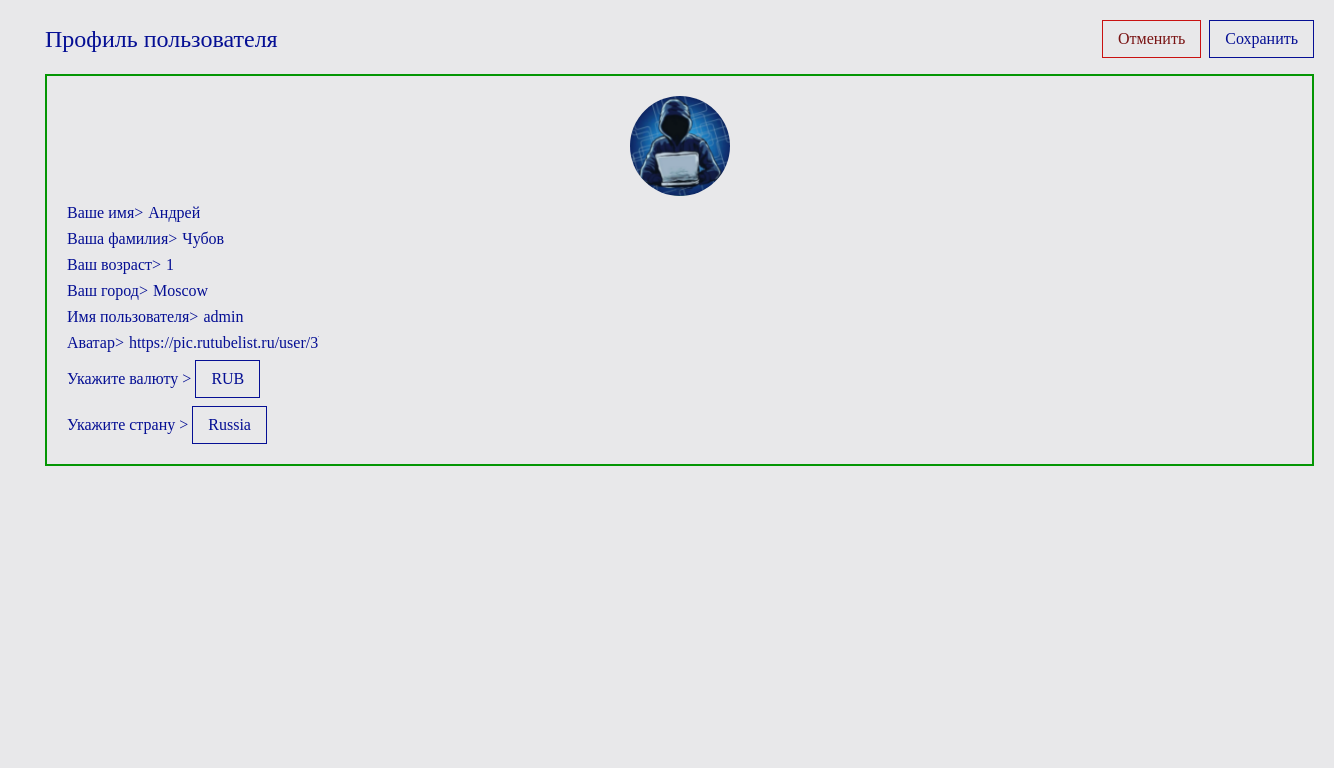 Профиль пользователя
Отменить
Сохранить
Ваше имя> Андрей
Ваша фамилия> Чубов
Ваш возраст> 1
Ваш город> Moscow
Имя пользователя> admin
Аватар> https://pic.rutubelist.ru/user/3
Укажите валюту > RUB
Укажите страну > Russia